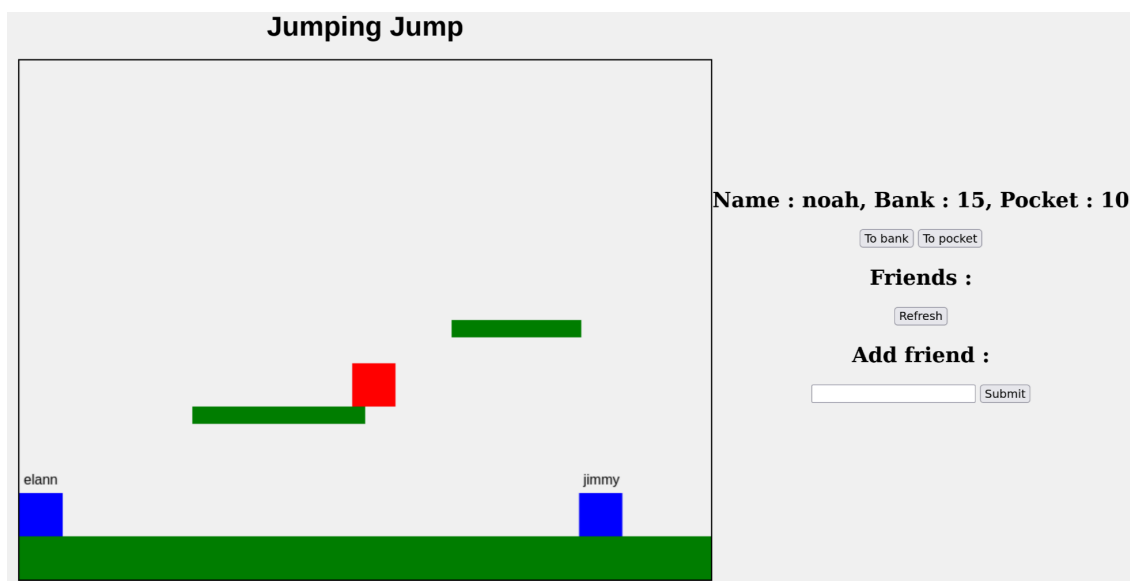 Jumping Jump
Name : noah, Bank : 15, Pocket : 10
To bank To pocket
Friends :
Refresh
Add friend :
Submit
elann
jimmy